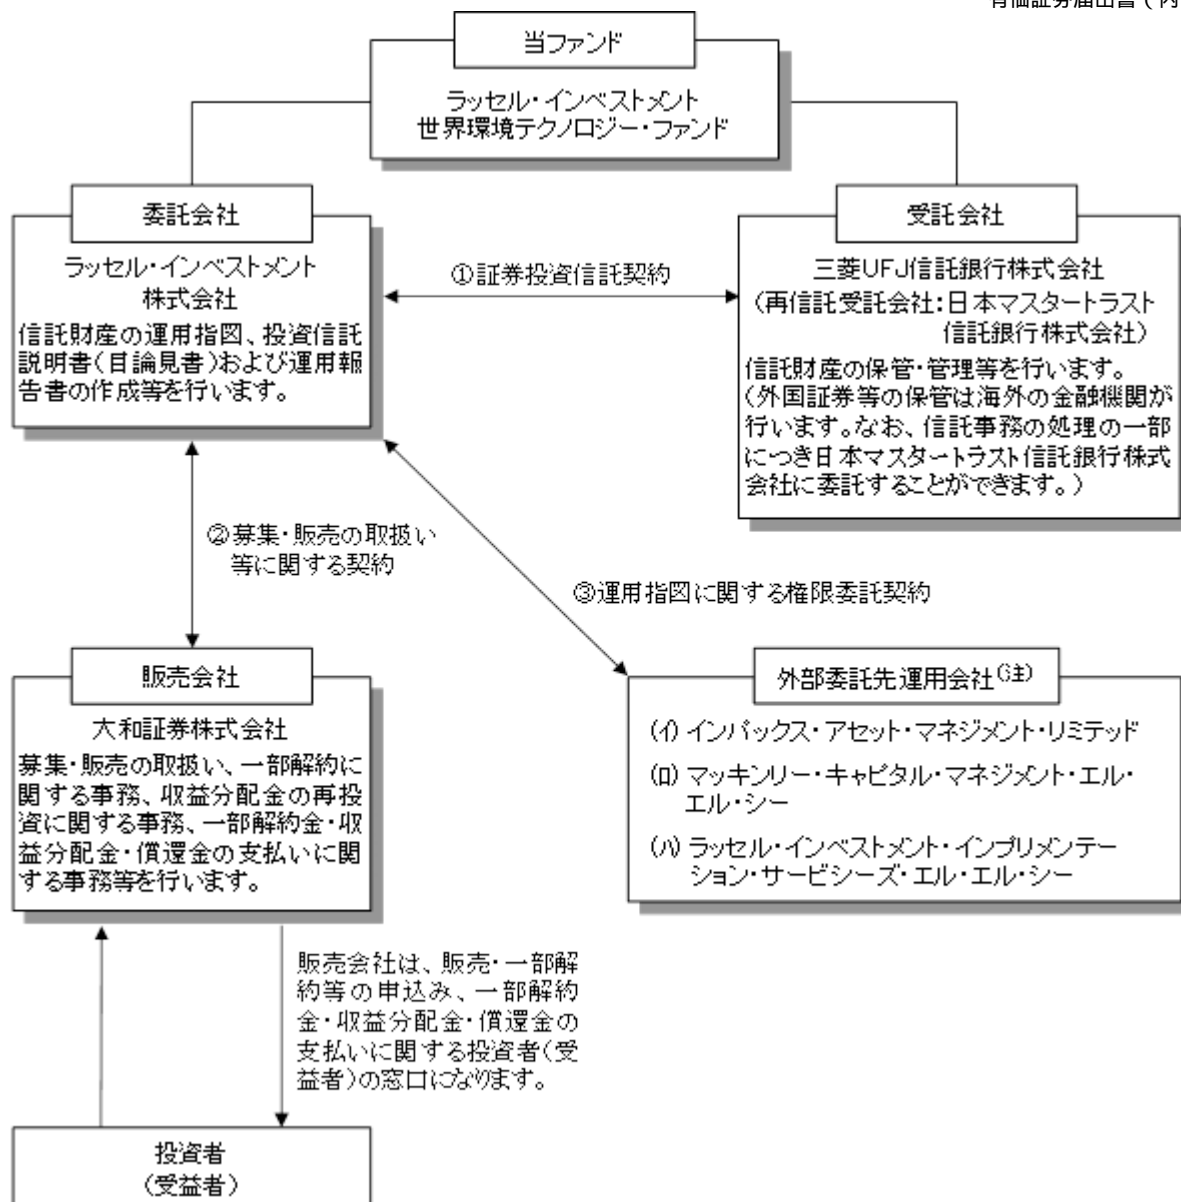 有価証券届出書(内
当ファンド
ラッセル・インベストメント
世界環境テクノロジー・ファンド
委託会社
ラッセル・インベストメント
株式会社
信託財産の運用指図、投資信託
説明書(目論見書)および運用報
告書の作成等を行います。
①証券投資信託契約
受託会社
三菱UFJ信託銀行株式会社
(再信託受託会社:日本マスタートラスト
信託銀行株式会社)
信託財産の保管・管理等を行います。
(外国証券等の保管は海外の金融機関が
行います。なお、信託事務の処理の一部
につき日本マスタートラスト信託銀行株式
会社に委託することができます。)
②募集・販売の取扱い
等に関する契約
③運用指図に関する権限委託契約
販売会社
大和証券株式会社
募集・販売の取扱い、一部解約に
関する事務、収益分配金の再投
資に関する事務、一部解約金・収
益分配金・償還金の支払いに関
する事務等を行います。
外部委託先運用会社(注)
(イ) インパックス・アセット・マネジメント・リミテッド
(ロ) マッキンリー・キャピタル・マネジメント・エル・
エル・シー
(ハ) ラッセル・インベストメント・インプリメンテー
ション・サービシーズ・エル・エル・シー
販売会社は、販売・一部解
約等の申込み、一部解約
金・収益分配金・償還金の
支払いに関する投資者(受
益者)の窓口になります。
投資者
(受益者)